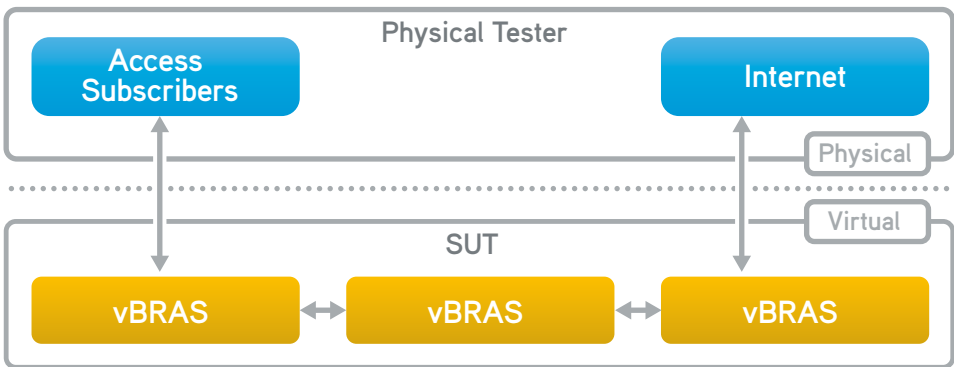 Physical Tester
Access
Subscribers
Internet
Physical
Virtual
SUT
vBRAS
vBRAS
vBRAS